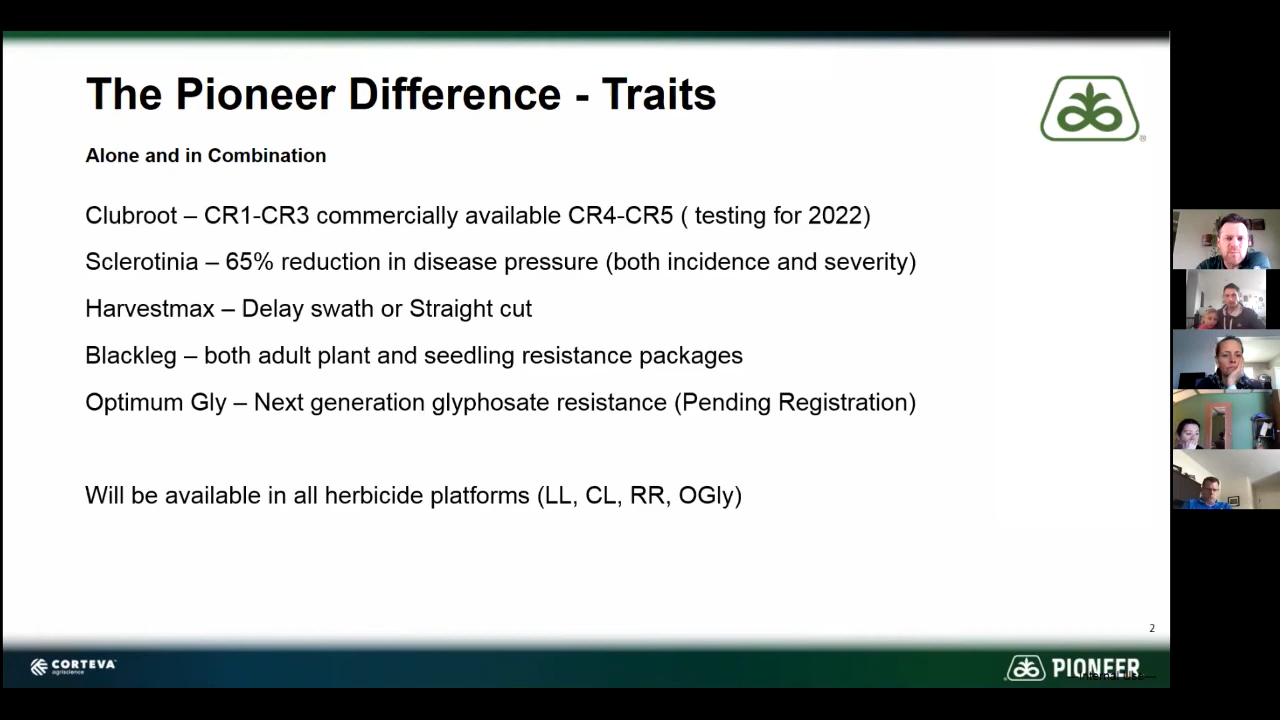 The Pioneer Difference - Traits
Alone and in Combination
Clubroot – CR1-CR3 commercially available CR4-CR5 ( testing for 2022)
Sclerotinia – 65% reduction in disease pressure (both incidence and severity)
Harvestmax – Delay swath or Straight cut
Blackleg – both adult plant and seedling resistance packages
Optimum Gly – Next generation glyphosate resistance (Pending Registration)
Will be available in all herbicide platforms (LL, CL, RR, OGly)
2
CORTEVA
agriscience
PIONEER
Internal Use